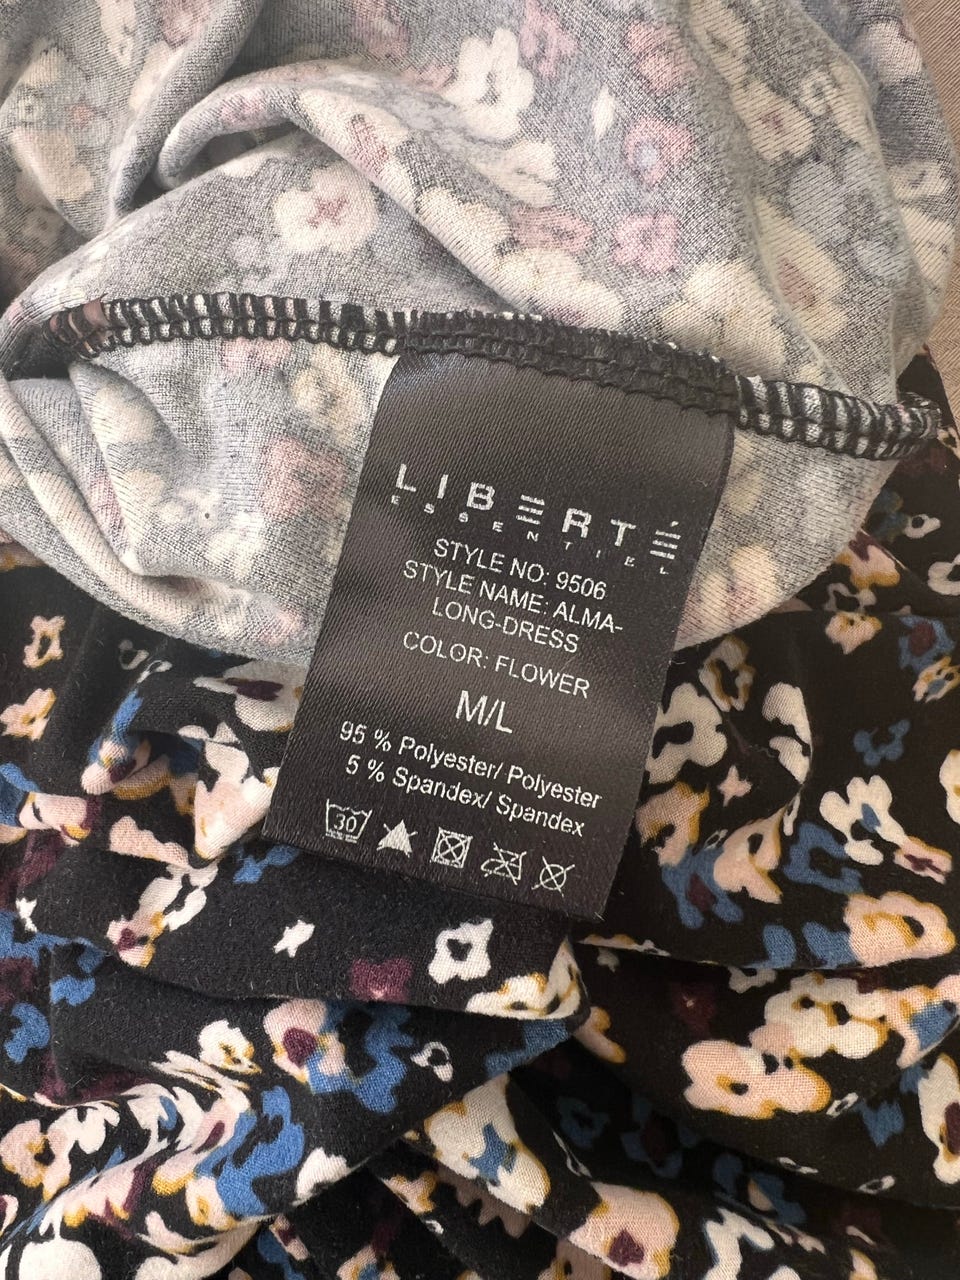 LIBERTÉ
ESSENTIEL
STYLE NO: 9506
STYLE NAME: ALMA-
LONG-DRESS
COLOR: FLOWER
M/L
95 % Polyester/ Polyester
5 % Spandex/ Spandex
30